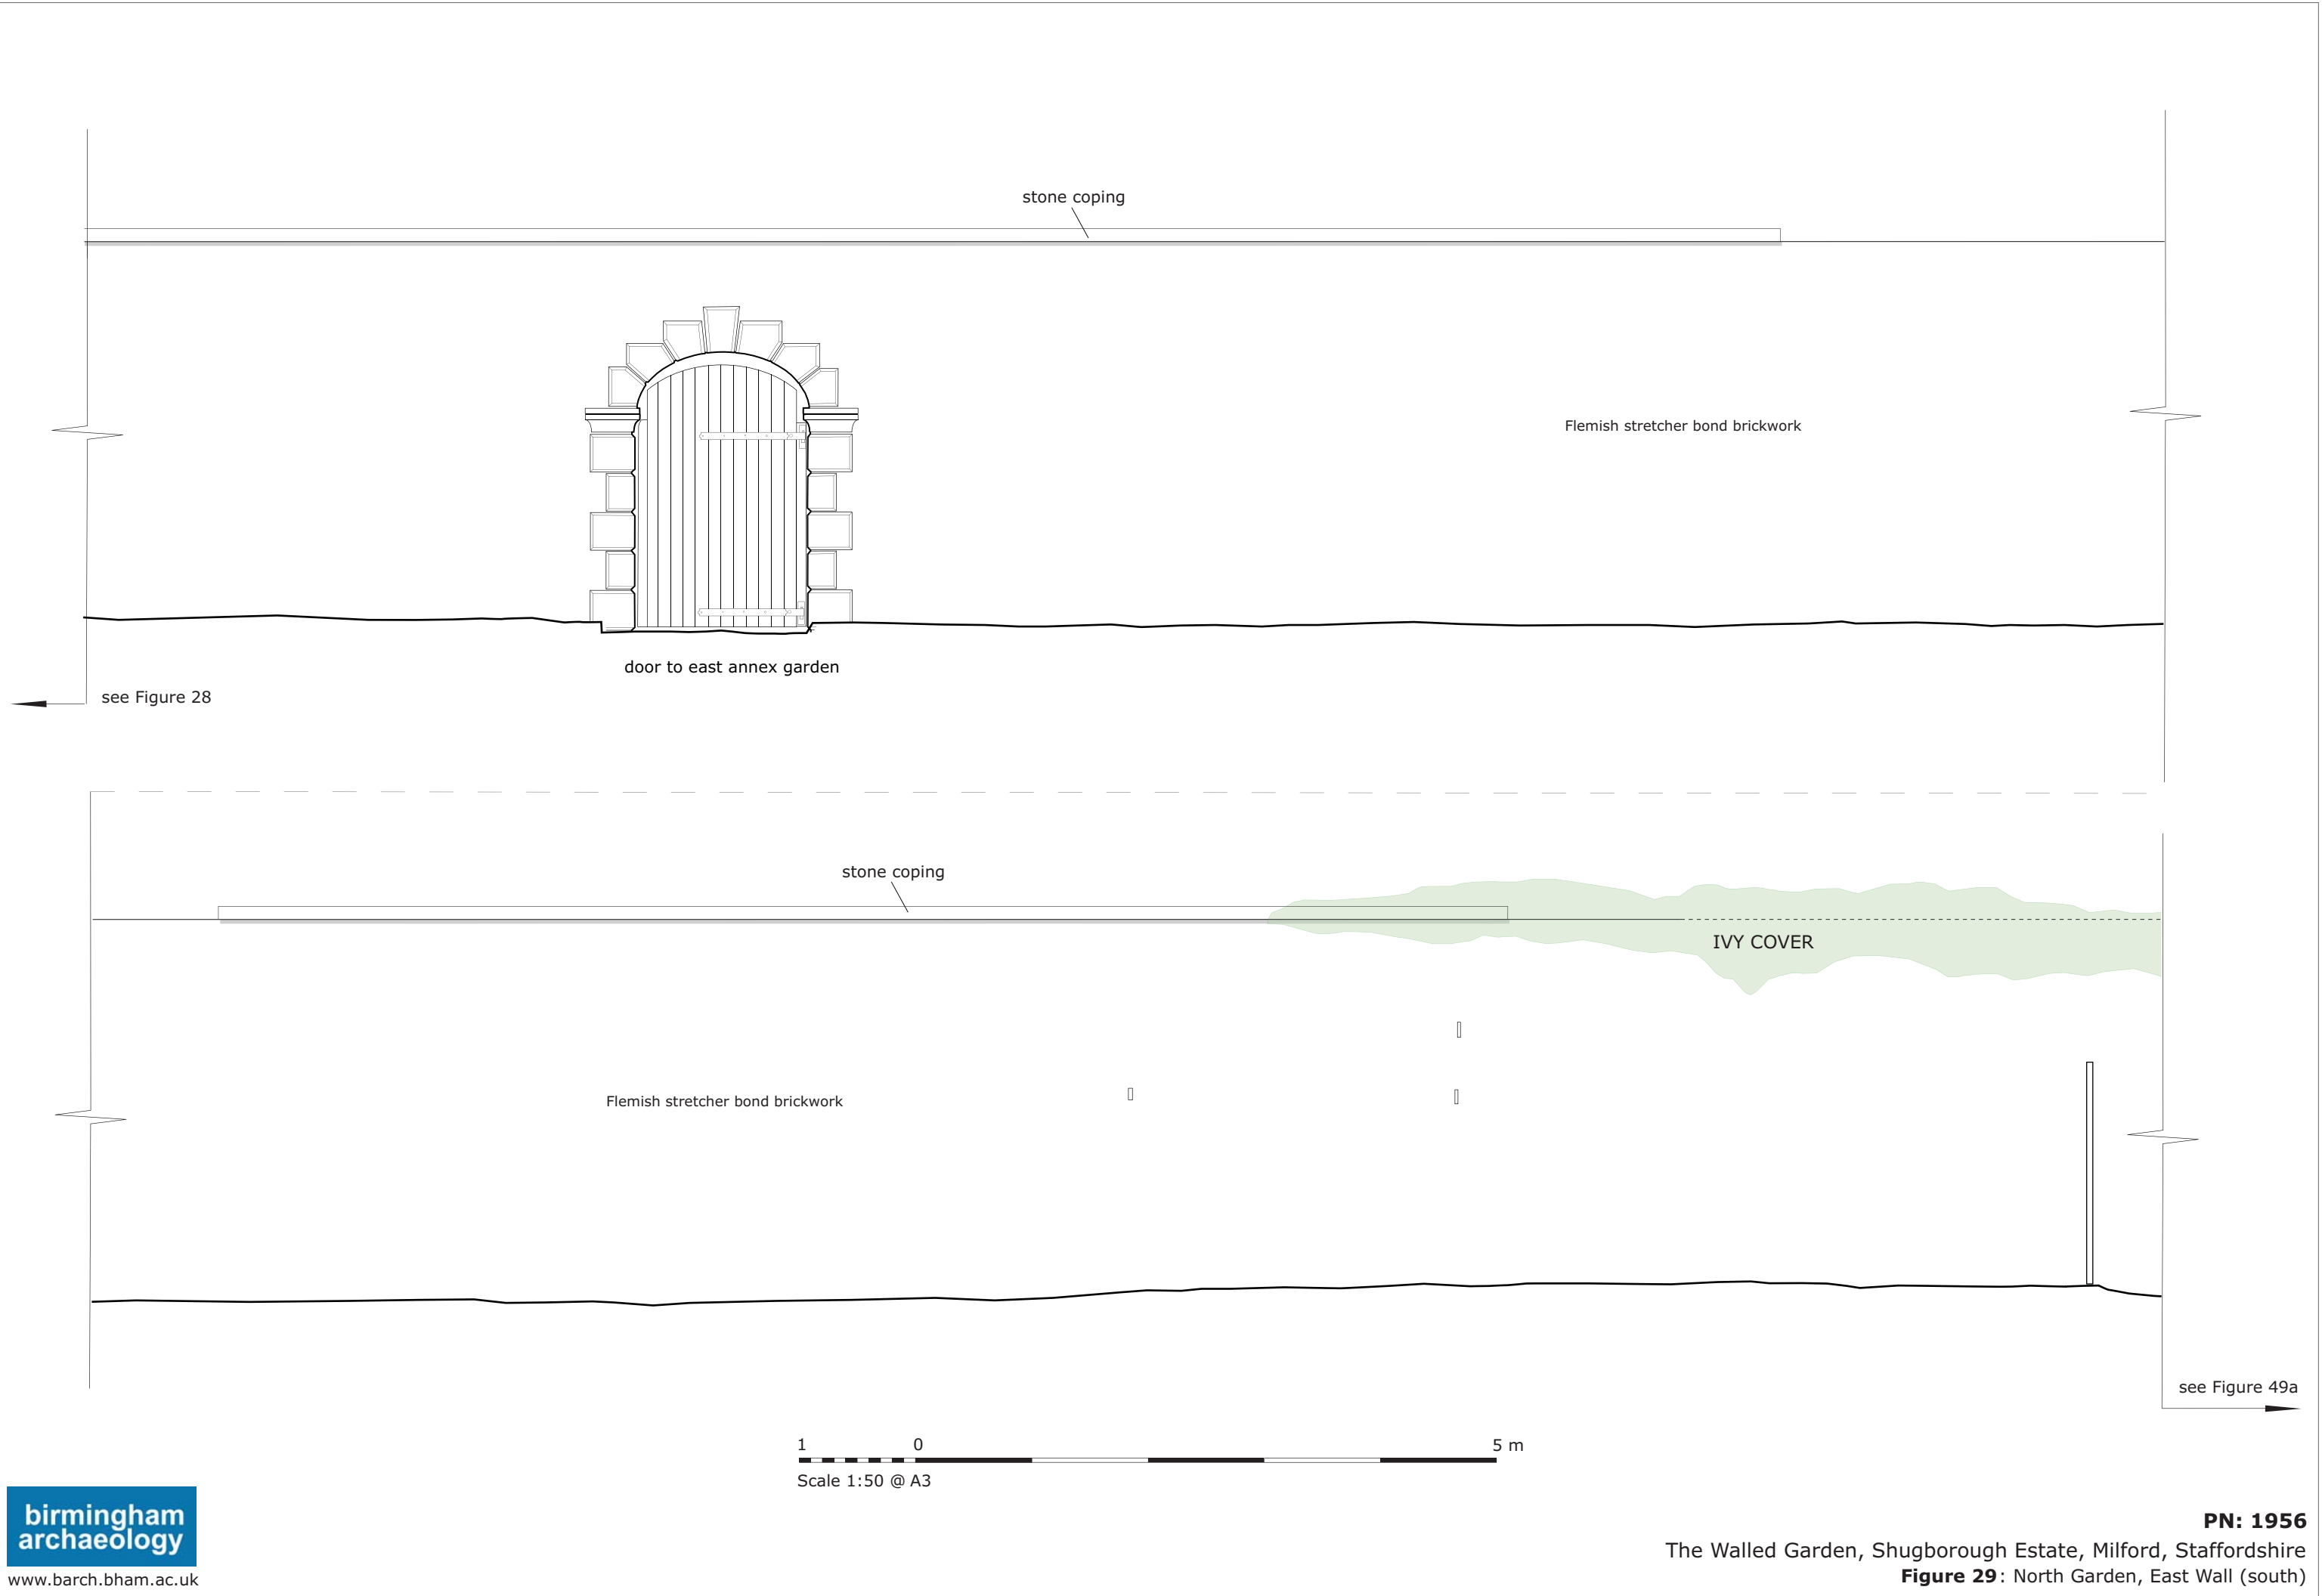 stone coping
Flemish stretcher bond brickwork
door to east annex garden
see Figure 28
stone coping
IVY COVER
Flemish stretcher bond brickwork
see Figure 49a
1 0 5 m
Scale 1:50 @ A3
birmingham
archaeology
www.barch.bham.ac.uk
PN: 1956
The Walled Garden, Shugborough Estate, Milford, Staffordshire
Figure 29: North Garden, East Wall (south)